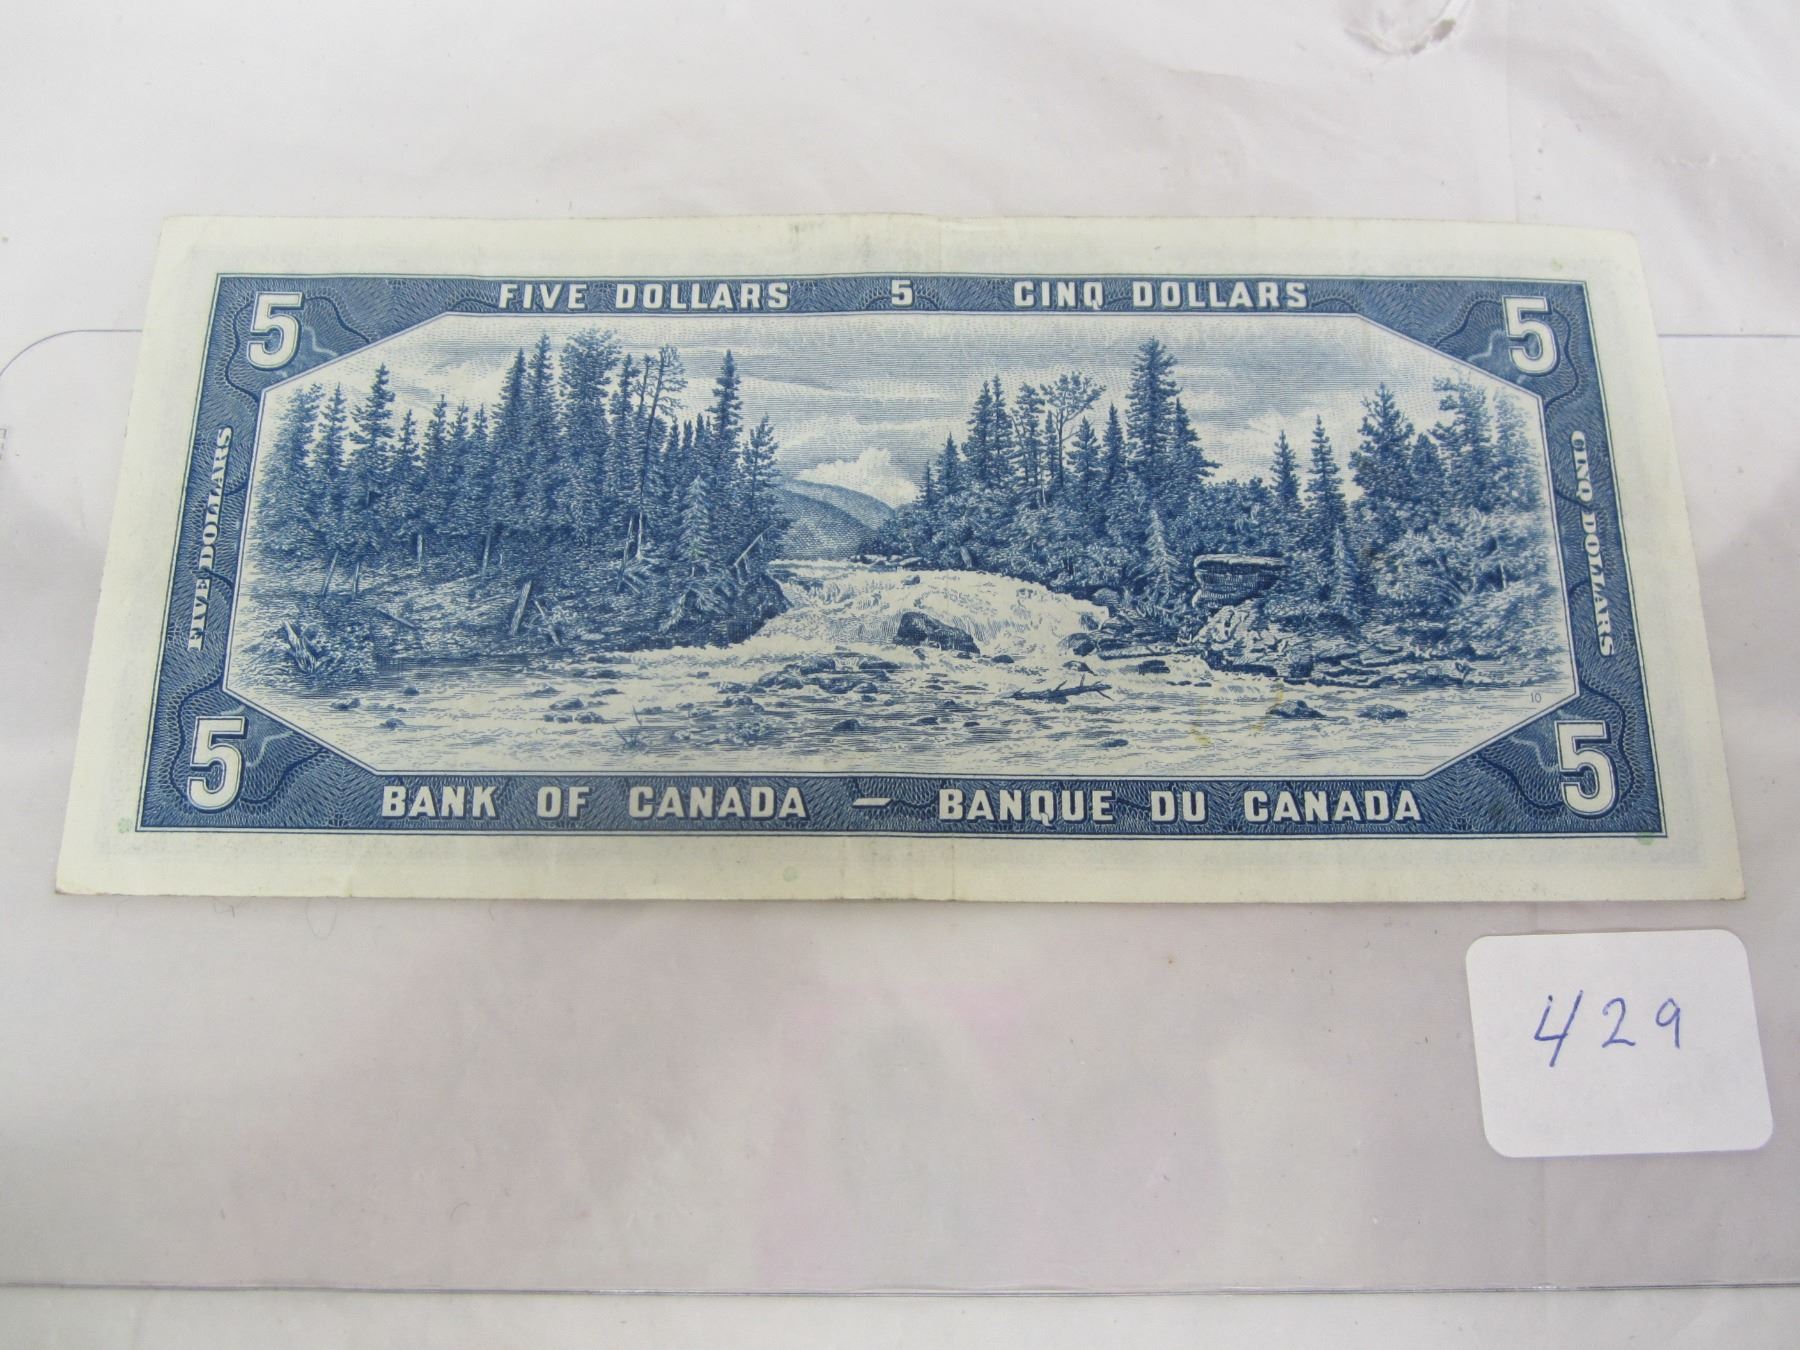 FIVE DOLLARS 5 CINQ DOLLARS
5 5
FIVE DOLLARS
CINQ DOLLARS
10
5 5
BANK OF CANADA — BANQUE DU CANADA
429